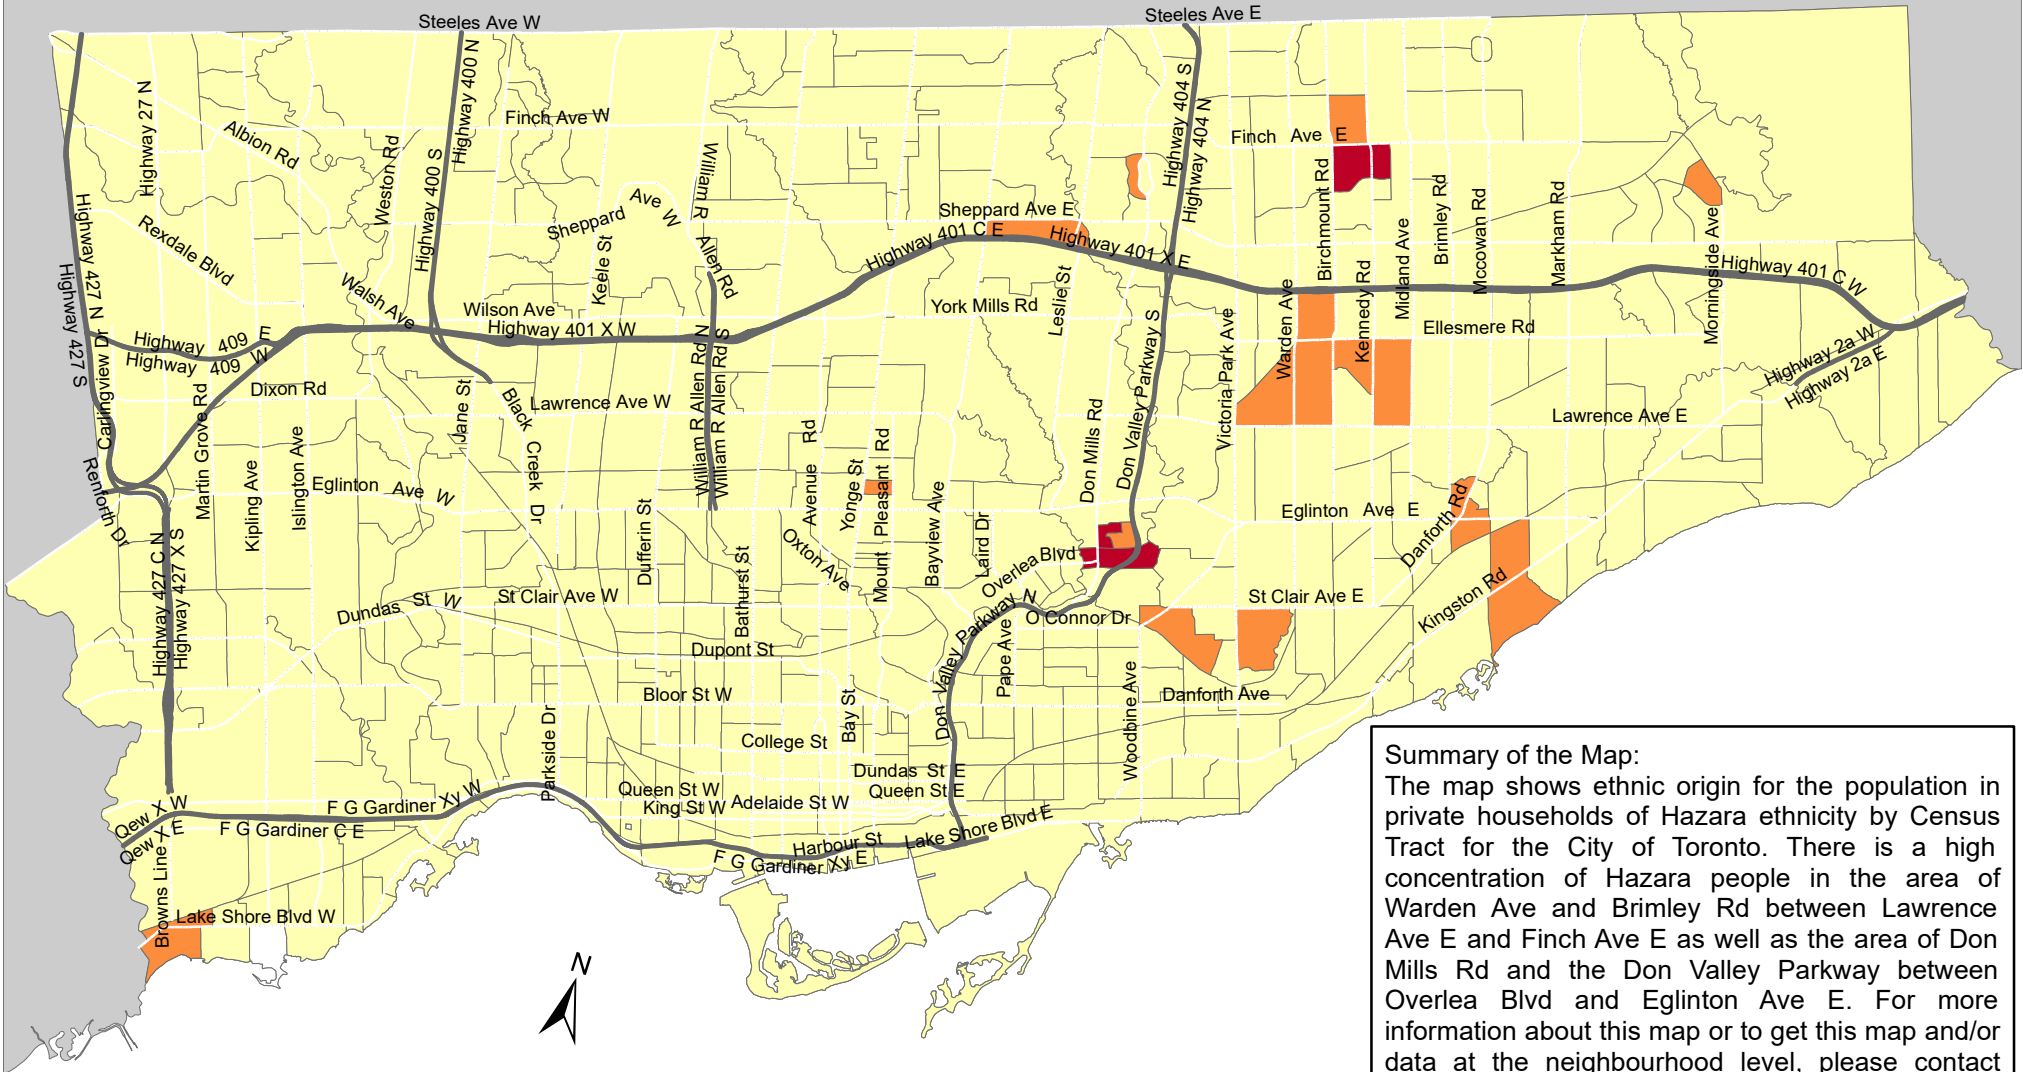 Steeles Ave W
Steeles Ave E
Highway 27 N
Albion Rd
Weston Rd
Highway 400 N
Highway 400 S
Finch Ave W
William R Allen Rd
Highway 404 S
Highway 404 N
Finch Ave E
Birchmount Rd
Brimley Rd
Mccowan Rd
Markham Rd
Midland Ave
Morningside Ave
Highway 427 N
Highway 427 S
Rexdale Blvd
Sheppard Ave W
Keele St
Sheppard Ave E
Highway 401 C E
Highway 401 X E
Highway 401 C W
Walsh Ave
Wilson Ave
Highway 401 X W
York Mills Rd
Leslie St
Warden Ave
Kennedy Rd
Ellesmere Rd
Highway 2a W
Highway 2a E
Highway 409 E
Highway 409 W
Carlingview Dr
Dixon Rd
Martin Grove Rd
Jane St
Black Creek Dr
Lawrence Ave W
William R Allen Rd N
William R Allen Rd S
Don Valley Parkway S
Victoria Park Ave
Lawrence Ave E
Renforth Dr
Kipling Ave
Islington Ave
Eglinton Ave W
Avenue Rd
Yonge St
Mount Pleasant Rd
Bayview Ave
Laird Dr
Don Mills Rd
Eglinton Ave E
Danforth Rd
Dufferin St
Bathurst St
Oxton Ave
Overlea Blvd
Highway 427 C N
Highway 427 X S
Dundas St W
St Clair Ave W
St Clair Ave E
Kingston Rd
O Connor Dr
Don Valley Parkway N
Pape Ave
Dupont St
Bloor St W
Danforth Ave
Woodbine Ave
Parkside Dr
Bay St
College St
Dundas St E
Queen St E
Queen St W
King St W
Adelaide St W
Qew X W
Qew X E
F G Gardiner Xy W
F G Gardiner C E
Harbour St
Lake Shore Blvd E
F G Gardiner Xy E
Browns Line
Lake Shore Blvd W
N
Summary of the Map:
The map shows ethnic origin for the population in
private households of Hazara ethnicity by Census
Tract for the City of Toronto. There is a high
concentration of Hazara people in the area of
Warden Ave and Brimley Rd between Lawrence
Ave E and Finch Ave E as well as the area of Don
Mills Rd and the Don Valley Parkway between
Overlea Blvd and Eglinton Ave E. For more
information about this map or to get this map and/or
data at the neighbourhood level, please contact